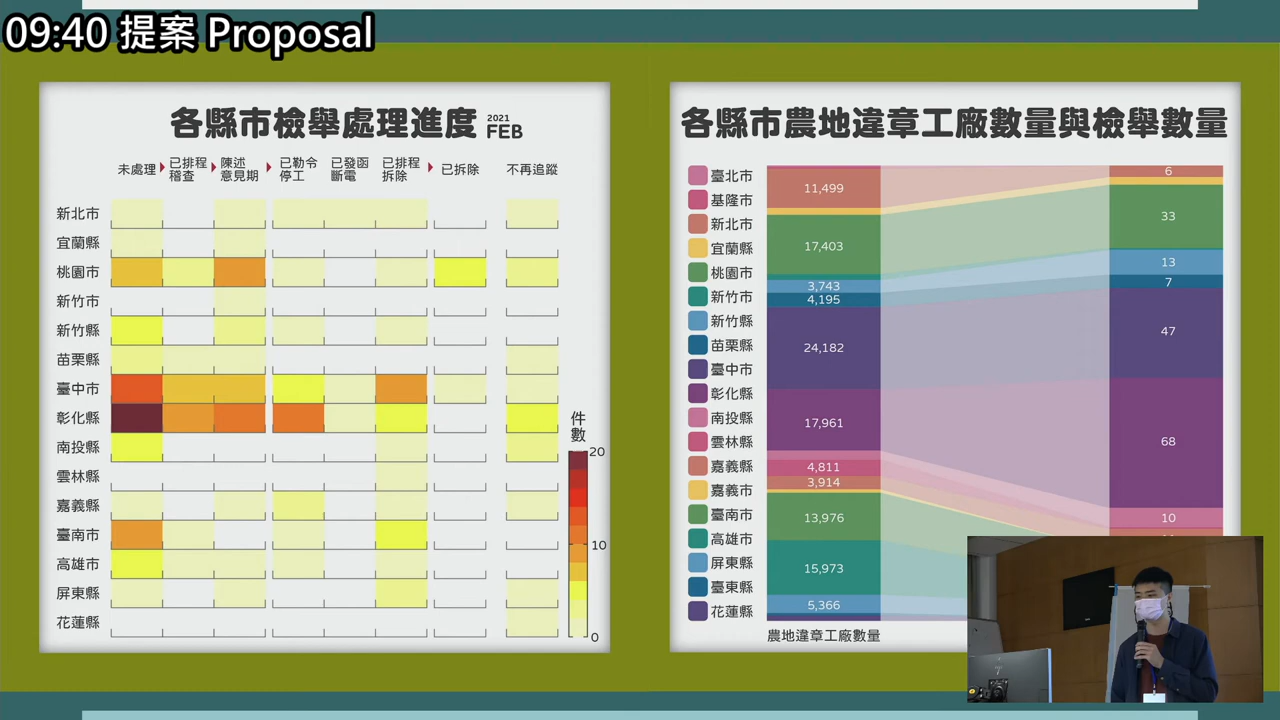 09:40 提案 Proposal
各縣市檢舉處理進度 2021 FEB
未處理 已排程稽查 陳述意見期 已勒令停工 已發函斷電 已排程拆除 已拆除 不再追蹤
新北市
宜蘭縣
桃園市
新竹市
新竹縣
苗栗縣
臺中市
彰化縣
南投縣
雲林縣
嘉義縣
臺南市
高雄市
屏東縣
花蓮縣
件數
20
10
0
各縣市農地違章工廠數量與檢舉數量
臺北市
基隆市
新北市
宜蘭縣
桃園市
新竹市
新竹縣
苗栗縣
臺中市
彰化縣
南投縣
雲林縣
嘉義縣
嘉義市
臺南市
高雄市
屏東縣
臺東縣
花蓮縣
11,499
17,403
3,743
4,195
24,182
17,961
4,811
3,914
13,976
15,973
5,366
農地違章工廠數量
6
33
13
7
47
68
10